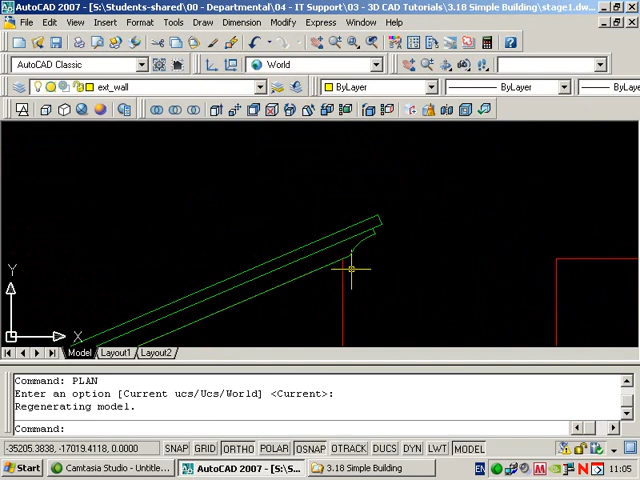 AutoCAD 2007 - [S:\Students-shared\00 - Departmental\04 - IT Support\03 - 3D CAD Tutorials\3.18 Simple Building\stage1.dw...
File Edit View Insert Format Tools Draw Dimension Modify Express Window Help
AutoCAD Classic World
ext_wall ByLayer ByLayer
Y
X
Model Layout1 Layout2
Command: PLAN
Enter an option [Current ucs/Ucs/World] <Current>:
Regenerating model.
Command:
-35205.3838, -17019.4118, 0.0000 SNAP GRID ORTHO POLAR OSNAP OTRACK DUCS DYN LWT MODEL
Start Camtasia Studio - Untitle... AutoCAD 2007 - [S:\S... 3.18 Simple Building EN 11:05